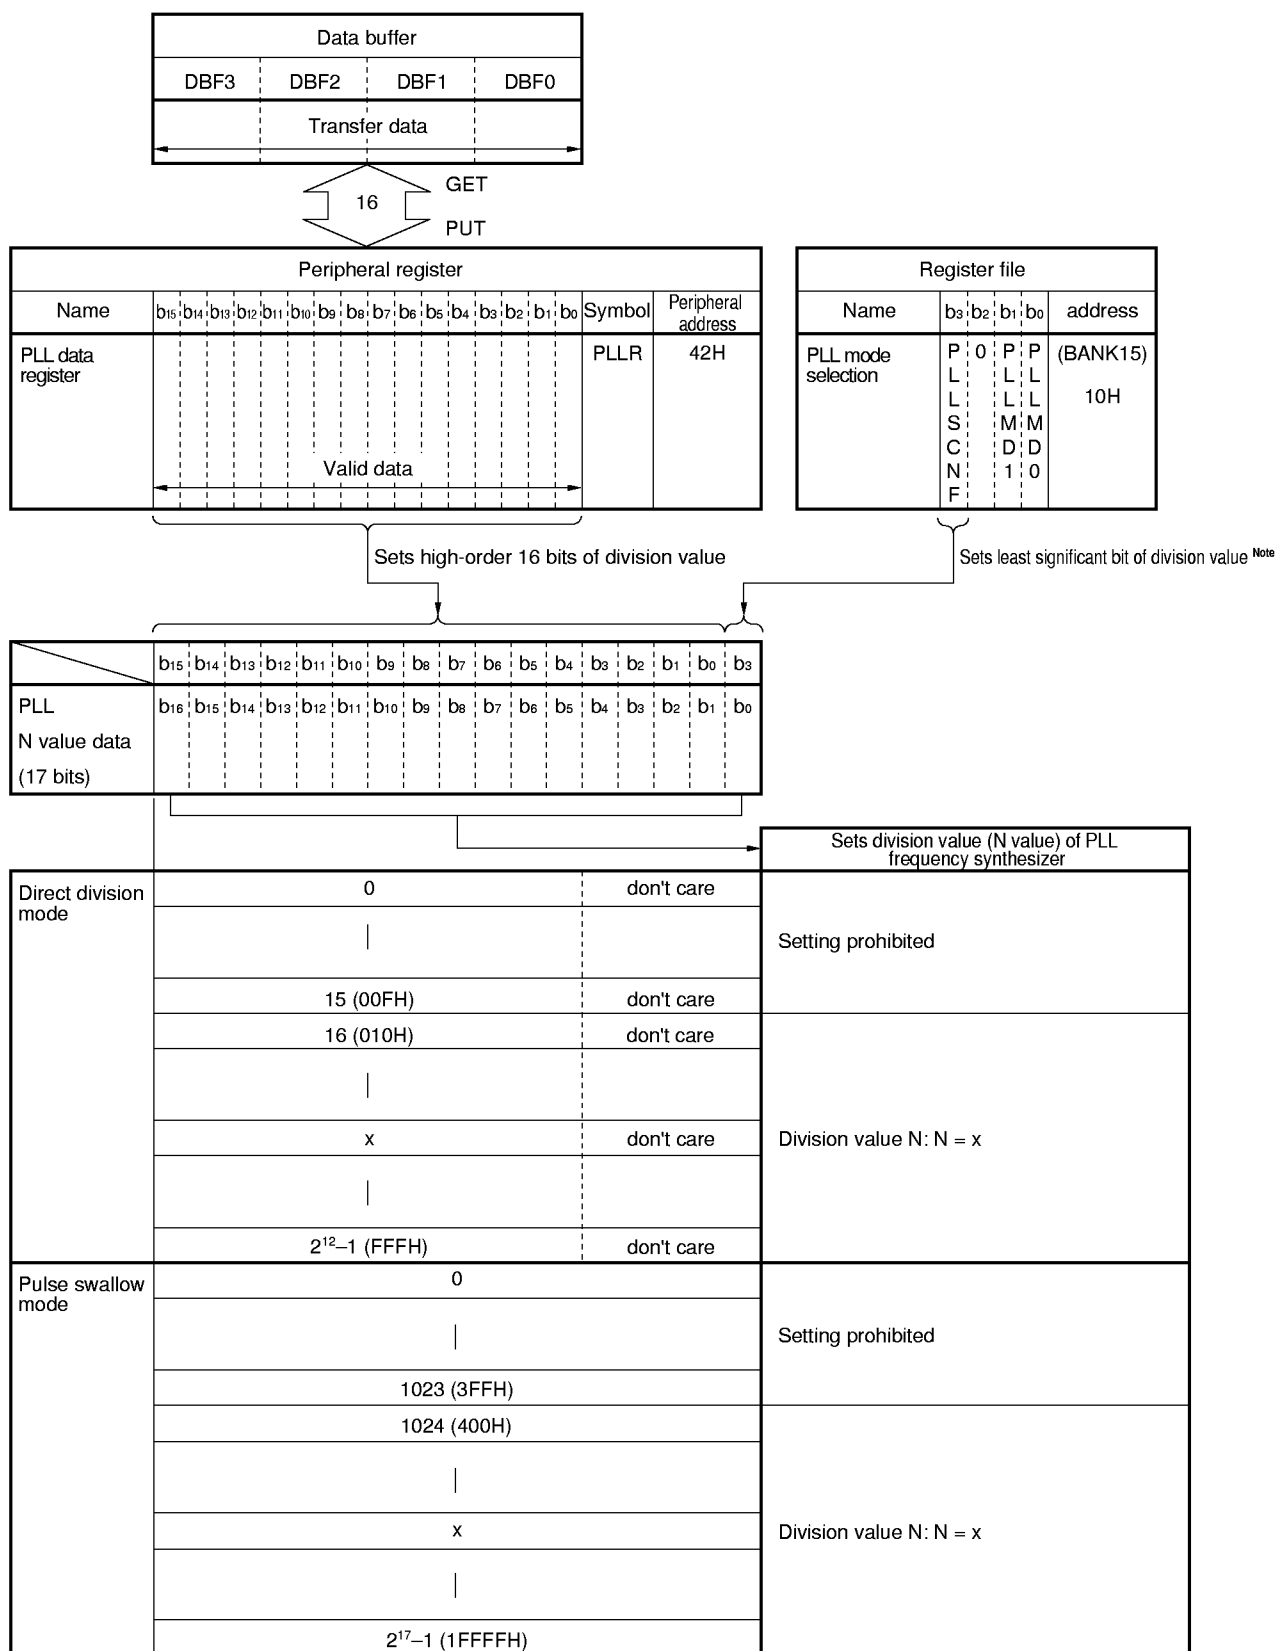 Data buffer
DBF3 DBF2 DBF1 DBF0
Transfer data
16
GET
PUT
Peripheral register
Name b15 b14 b13 b12 b11 b10 b9 b8 b7 b6 b5 b4 b3 b2 b1 b0 Symbol Peripheral address
PLL data register
PLLR 42H
Valid data
Register file
Name b3 b2 b1 b0 address
PLL mode selection
PLLSCNF 0 PLLMD1 PLLMD0
(BANK15)
10H
Sets high-order 16 bits of division value
Sets least significant bit of division value Note
b15 b14 b13 b12 b11 b10 b9 b8 b7 b6 b5 b4 b3 b2 b1 b0 b3
PLL b16 b15 b14 b13 b12 b11 b10 b9 b8 b7 b6 b5 b4 b3 b2 b1 b0
N value data
(17 bits)
Sets division value (N value) of PLL
frequency synthesizer
Direct division
mode
0 don't care
Setting prohibited
15 (00FH) don't care
16 (010H) don't care
x don't care Division value N: N = x
2¹²–1 (FFFH) don't care
Pulse swallow
mode
0
Setting prohibited
1023 (3FFH)
1024 (400H)
x Division value N: N = x
2¹⁷–1 (1FFFFH)